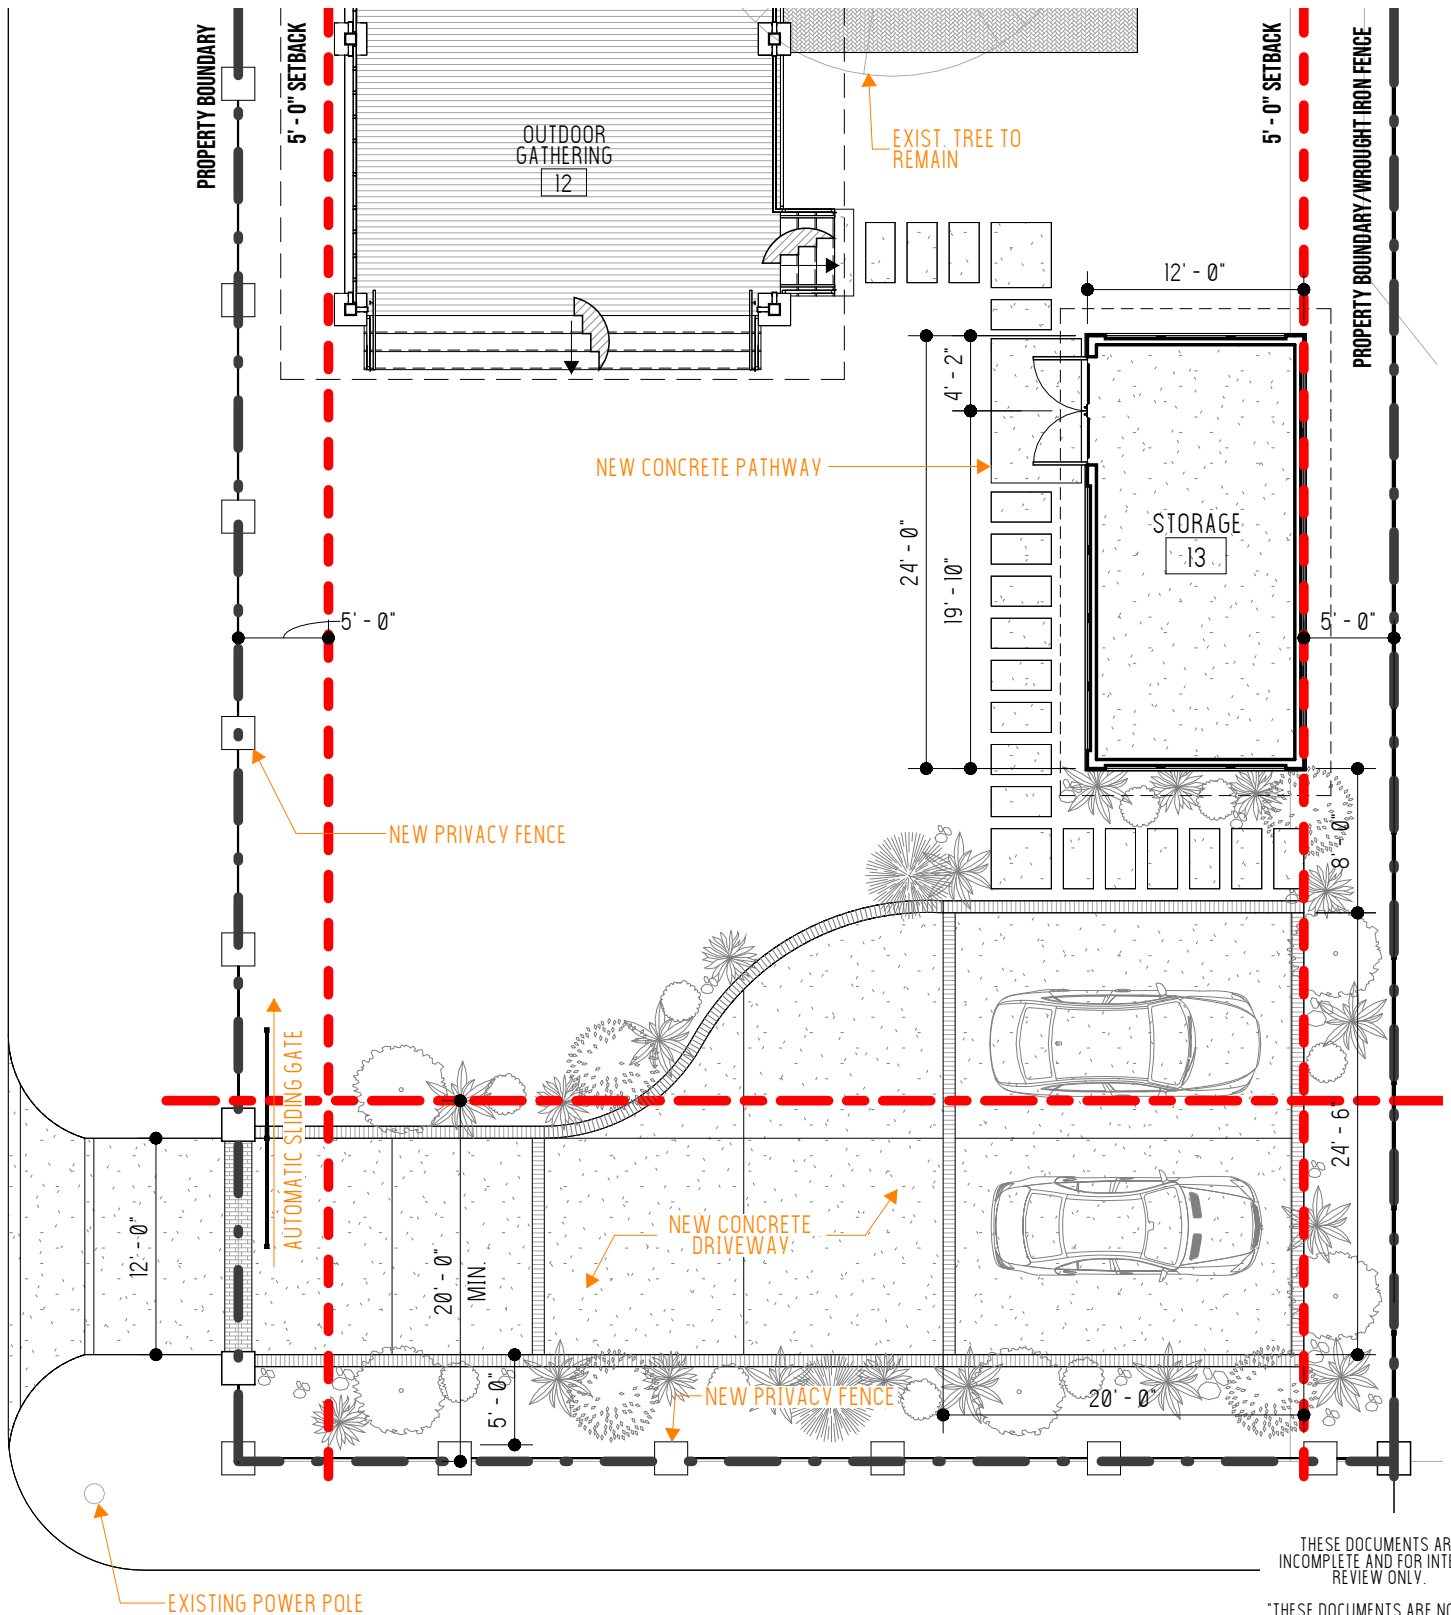 PROPERTY BOUNDARY
5' - 0" SETBACK
OUTDOOR
GATHERING
12
EXIST. TREE TO
REMAIN
5' - 0" SETBACK
PROPERTY BOUNDARY/WROUGHT IRON FENCE
12' - 0"
4' - 2"
NEW CONCRETE PATHWAY
24' - 0"
19' - 10"
STORAGE
13
5' - 0"
5' - 0"
NEW PRIVACY FENCE
8' - 0"
AUTOMATIC SLIDING GATE
24' - 6"
12' - 0"
20' - 0"
MIN.
NEW CONCRETE
DRIVEWAY
5' - 0"
NEW PRIVACY FENCE
20' - 0"
EXISTING POWER POLE
THESE DOCUMENTS AR
INCOMPLETE AND FOR INTE
REVIEW ONLY.
"THESE DOCUMENTS ARE NO